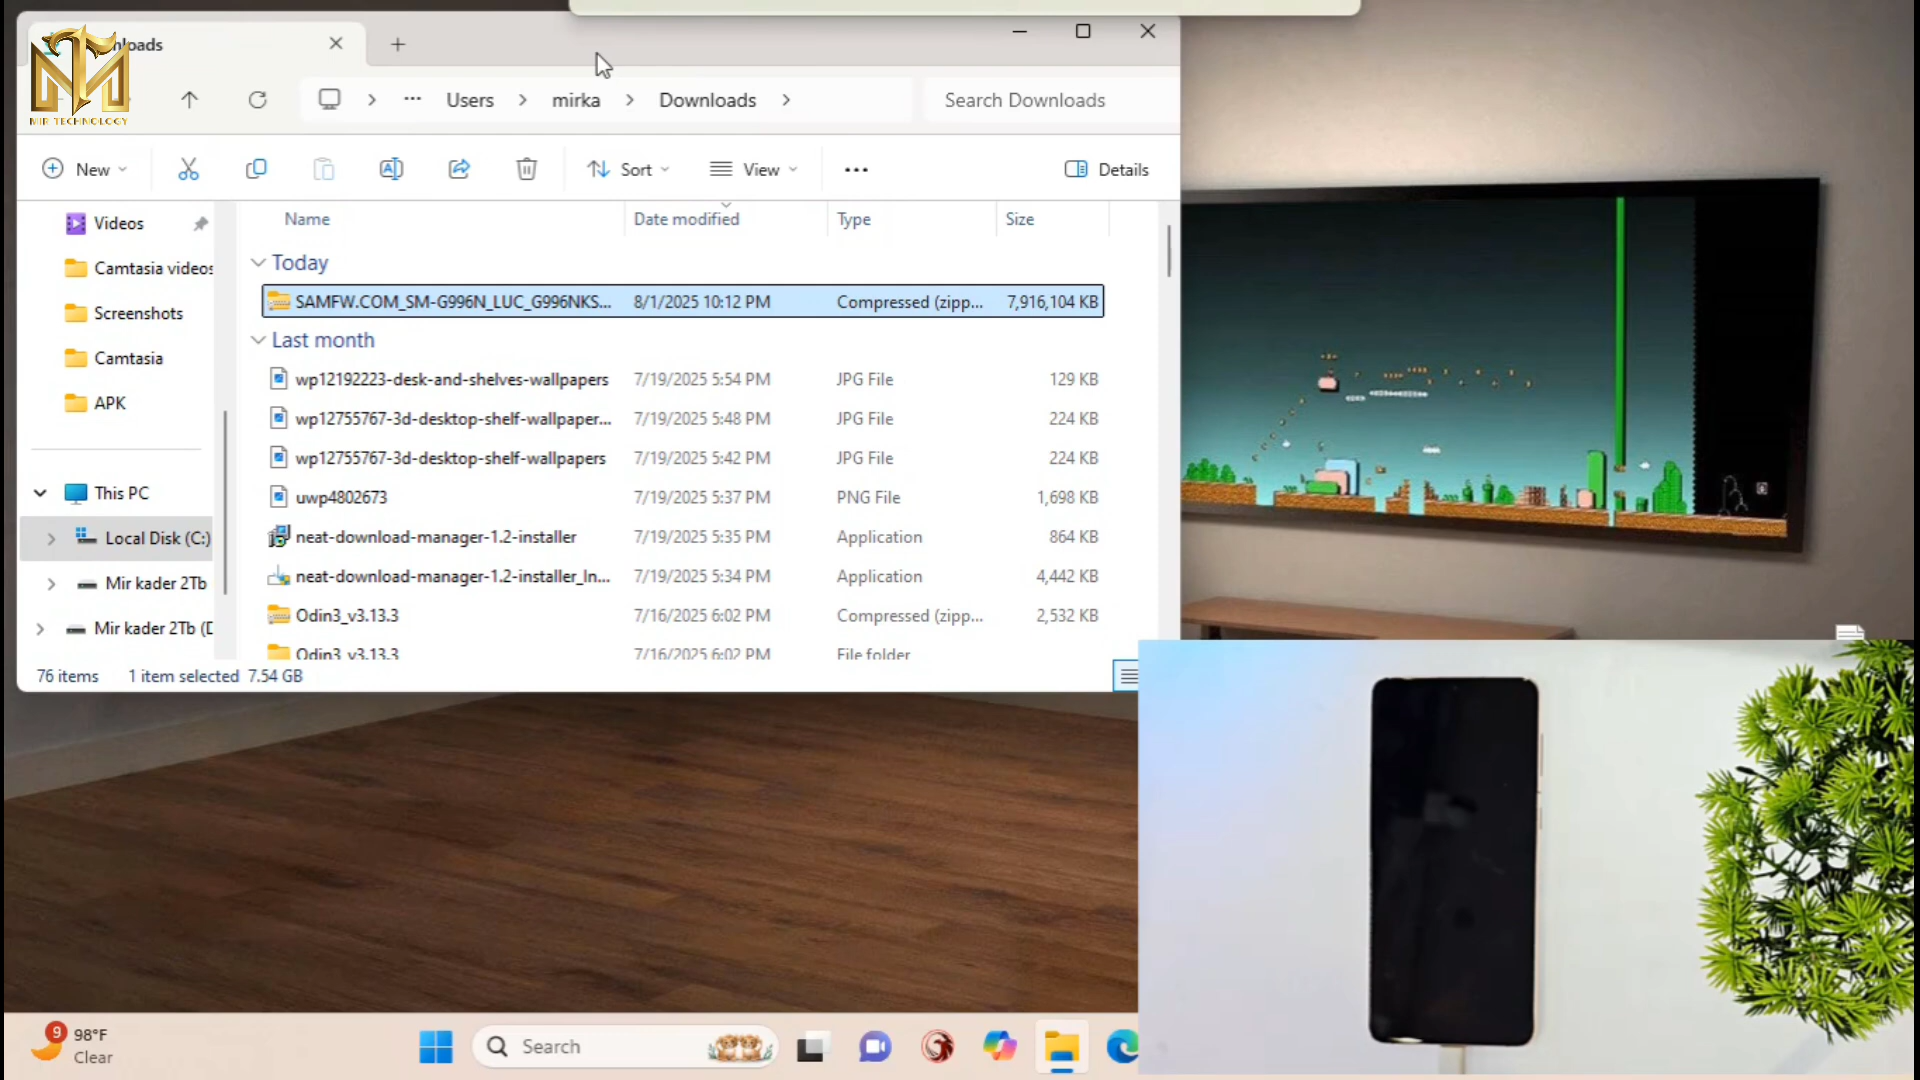 MIR TECHNOLOGY
Users
mirka
Downloads
Search Downloads
New
Sort
View
Details
Videos
Camtasia videos
Screenshots
Camtasia
APK
This PC
Local Disk (C:)
Mir kader 2Tb
Mir kader 2Tb (D
Name
Date modified
Type
Size
Today
SAMFW.COM_SM-G996N_LUC_G996NKS... 8/1/2025 10:12 PM Compressed (zipp... 7,916,104 KB
Last month
wp12192223-desk-and-shelves-wallpapers 7/19/2025 5:54 PM JPG File 129 KB
wp12755767-3d-desktop-shelf-wallpaper... 7/19/2025 5:48 PM JPG File 224 KB
wp12755767-3d-desktop-shelf-wallpapers 7/19/2025 5:42 PM JPG File 224 KB
uwp4802673 7/19/2025 5:37 PM PNG File 1,698 KB
neat-download-manager-1.2-installer 7/19/2025 5:35 PM Application 864 KB
neat-download-manager-1.2-installer_In... 7/19/2025 5:34 PM Application 4,442 KB
Odin3_v3.13.3 7/16/2025 6:02 PM Compressed (zipp... 2,532 KB
Odin3_v3.13.3 7/16/2025 6:02 PM File folder
76 items 1 item selected 7.54 GB
9
98°F
Clear
Search